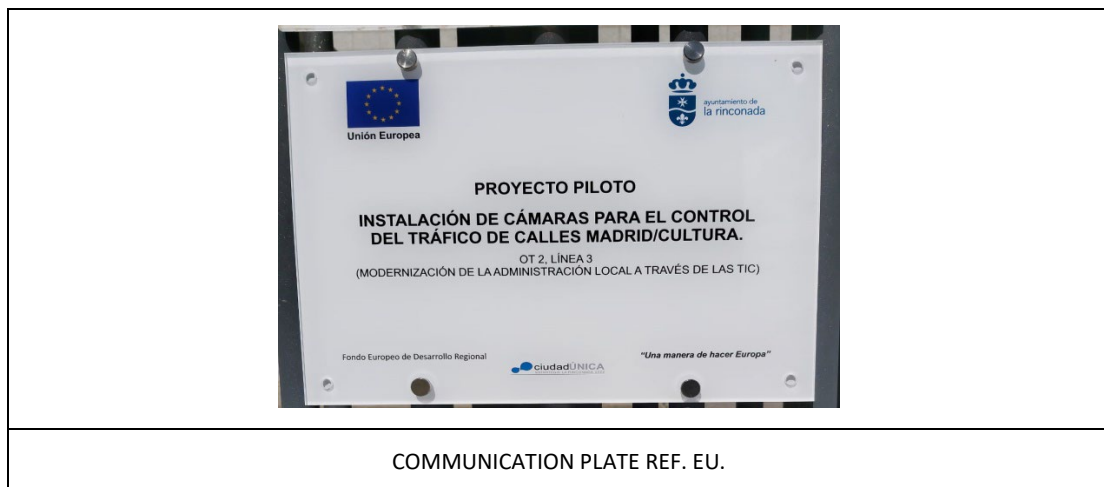 Unión Europea
ayuntamiento de
la rinconada
PROYECTO PILOTO
INSTALACIÓN DE CÁMARAS PARA EL CONTROL
DEL TRÁFICO DE CALLES MADRID/CULTURA.
OT 2, LÍNEA 3
(MODERNIZACIÓN DE LA ADMINISTRACIÓN LOCAL A TRAVÉS DE LAS TIC)
Fondo Europeo de Desarrollo Regional
ciudadÚNICA
"Una manera de hacer Europa"
COMMUNICATION PLATE REF. EU.